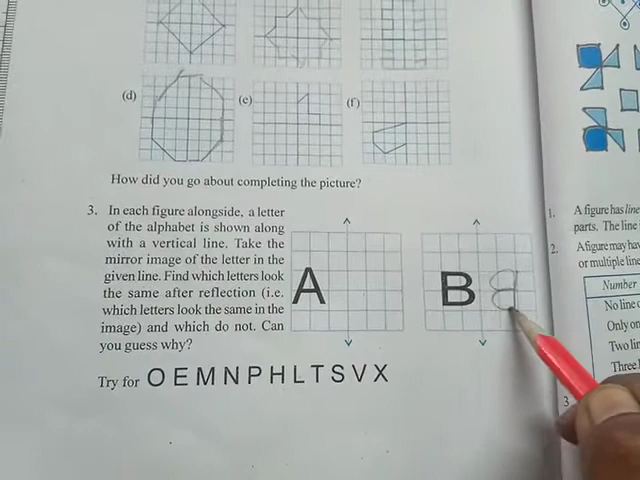 (d)
(e)
(f)
How did you go about completing the picture?
3. In each figure alongside, a letter
of the alphabet is shown along
with a vertical line. Take the
mirror image of the letter in the
given line. Find which letters look
the same after reflection (i.e.
which letters look the same in the
image) and which do not. Can
you guess why?
A
B
Try for O E M N P H L T S V X
1. A figure has line
parts. The line
2. A figure may hav
or multiple line
Number
No line o
Only on
Two lin
Three l
3